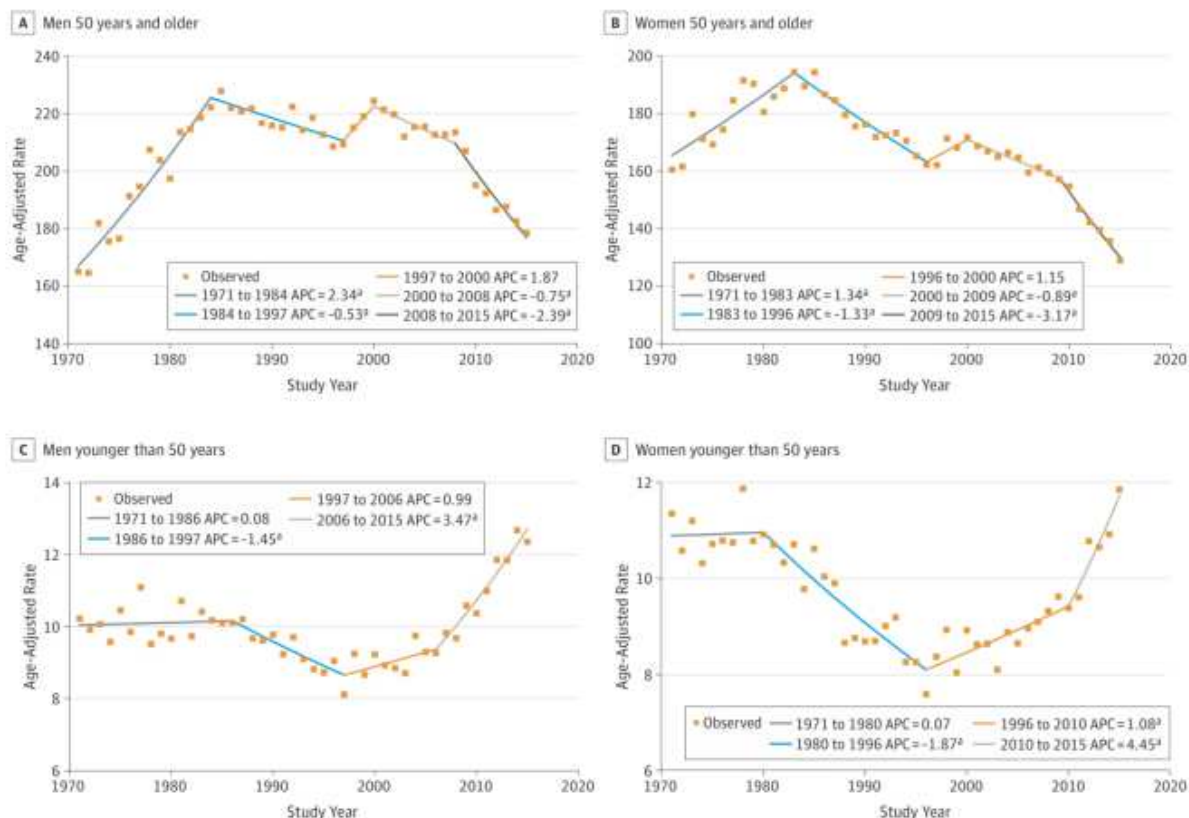 A Men 50 years and older
240
220
200
180
160
140
Age-Adjusted Rate
Observed
1971 to 1984 APC = 2.34ª
1984 to 1997 APC = -0.53ª
1997 to 2000 APC = 1.87
2000 to 2008 APC = -0.75ª
2008 to 2015 APC = -2.39ª
1970 1980 1990 2000 2010 2020
Study Year
B Women 50 years and older
200
180
160
140
120
100
Age-Adjusted Rate
Observed
1971 to 1983 APC = 1.34ª
1983 to 1996 APC = -1.33ª
1996 to 2000 APC = 1.15
2000 to 2009 APC = -0.89ª
2009 to 2015 APC = -3.17ª
1970 1980 1990 2000 2010 2020
Study Year
C Men younger than 50 years
14
12
10
8
6
Age-Adjusted Rate
Observed
1971 to 1986 APC = 0.08
1986 to 1997 APC = -1.45ª
1997 to 2006 APC = 0.99
2006 to 2015 APC = 3.47ª
1970 1980 1990 2000 2010 2020
Study Year
D Women younger than 50 years
12
10
8
6
Age-Adjusted Rate
Observed
1971 to 1980 APC = 0.07
1980 to 1996 APC = -1.87ª
1996 to 2010 APC = 1.08ª
2010 to 2015 APC = 4.45ª
1970 1980 1990 2000 2010 2020
Study Year